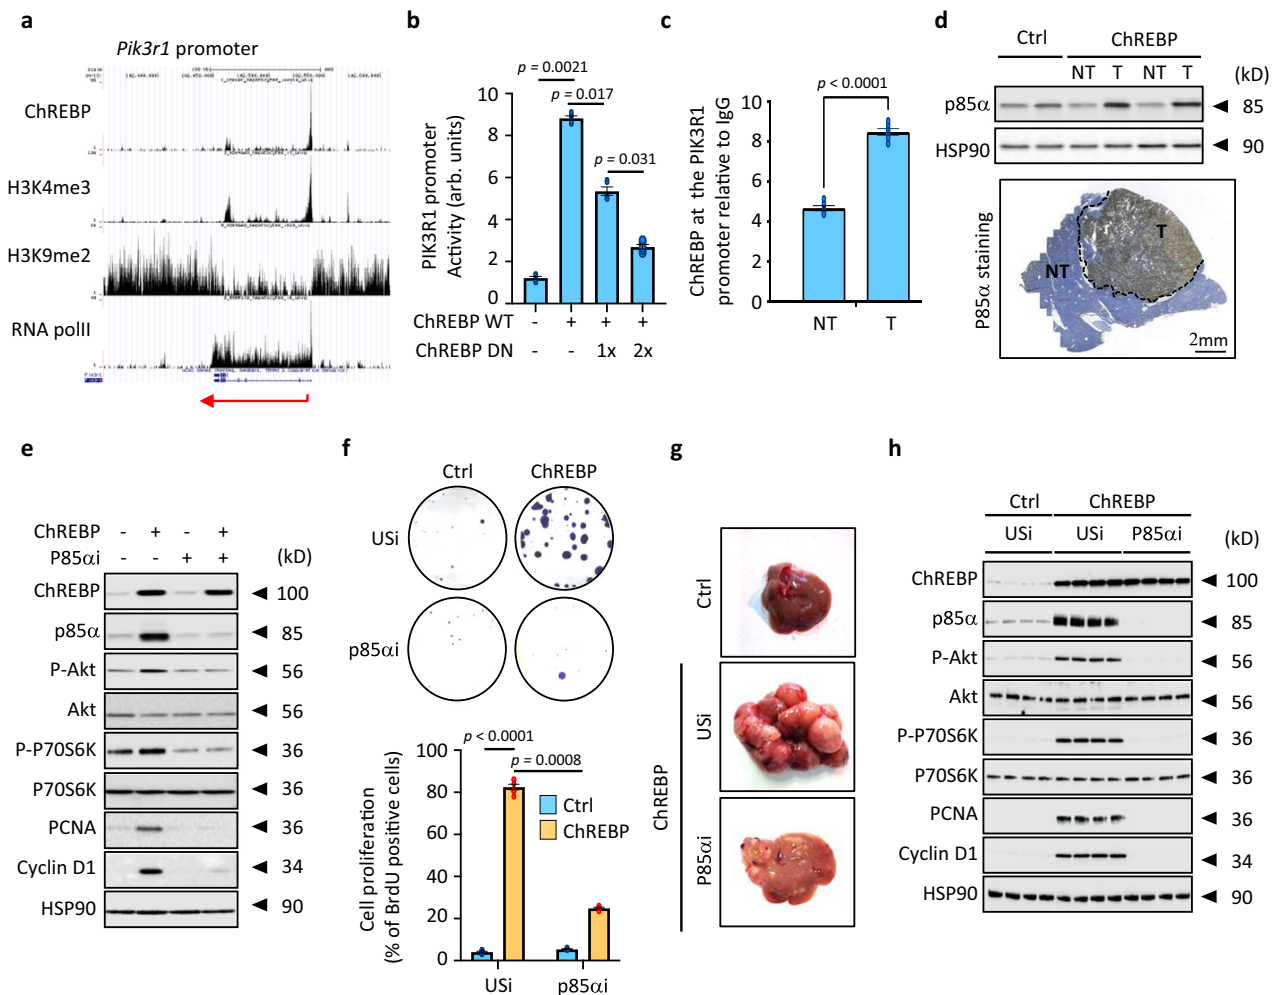 a
Pik3r1 promoter
ChREBP
H3K4me3
H3K9me2
RNA polII
b
PIK3R1 promoter
Activity (arb. units)
p = 0.0021
p = 0.017
p = 0.031
10
8
6
4
2
0
ChREBP WT - + + +
ChREBP DN - - 1x 2x
c
ChREBP at the PIK3R1
promoter relative to IgG
p < 0.0001
10
8
6
4
2
0
NT T
d
Ctrl ChREBP
NT T NT T (kD)
p85α 85
HSP90 90
P85α staining
NT
T
2mm
e
ChREBP - + - +
P85αi - - + + (kD)
ChREBP 100
p85α 85
P-Akt 56
Akt 56
P-P70S6K 36
P70S6K 36
PCNA 36
Cyclin D1 34
HSP90 90
f
Ctrl ChREBP
USi
p85αi
Cell proliferation
(% of BrdU positive cells)
p < 0.0001
p = 0.0008
100
80
60
40
20
0
Ctrl
ChREBP
USi p85αi
g
Ctrl
ChREBP
USi
P85αi
h
Ctrl ChREBP
USi USi P85αi (kD)
ChREBP 100
p85α 85
P-Akt 56
Akt 56
P-P70S6K 36
P70S6K 36
PCNA 36
Cyclin D1 34
HSP90 90